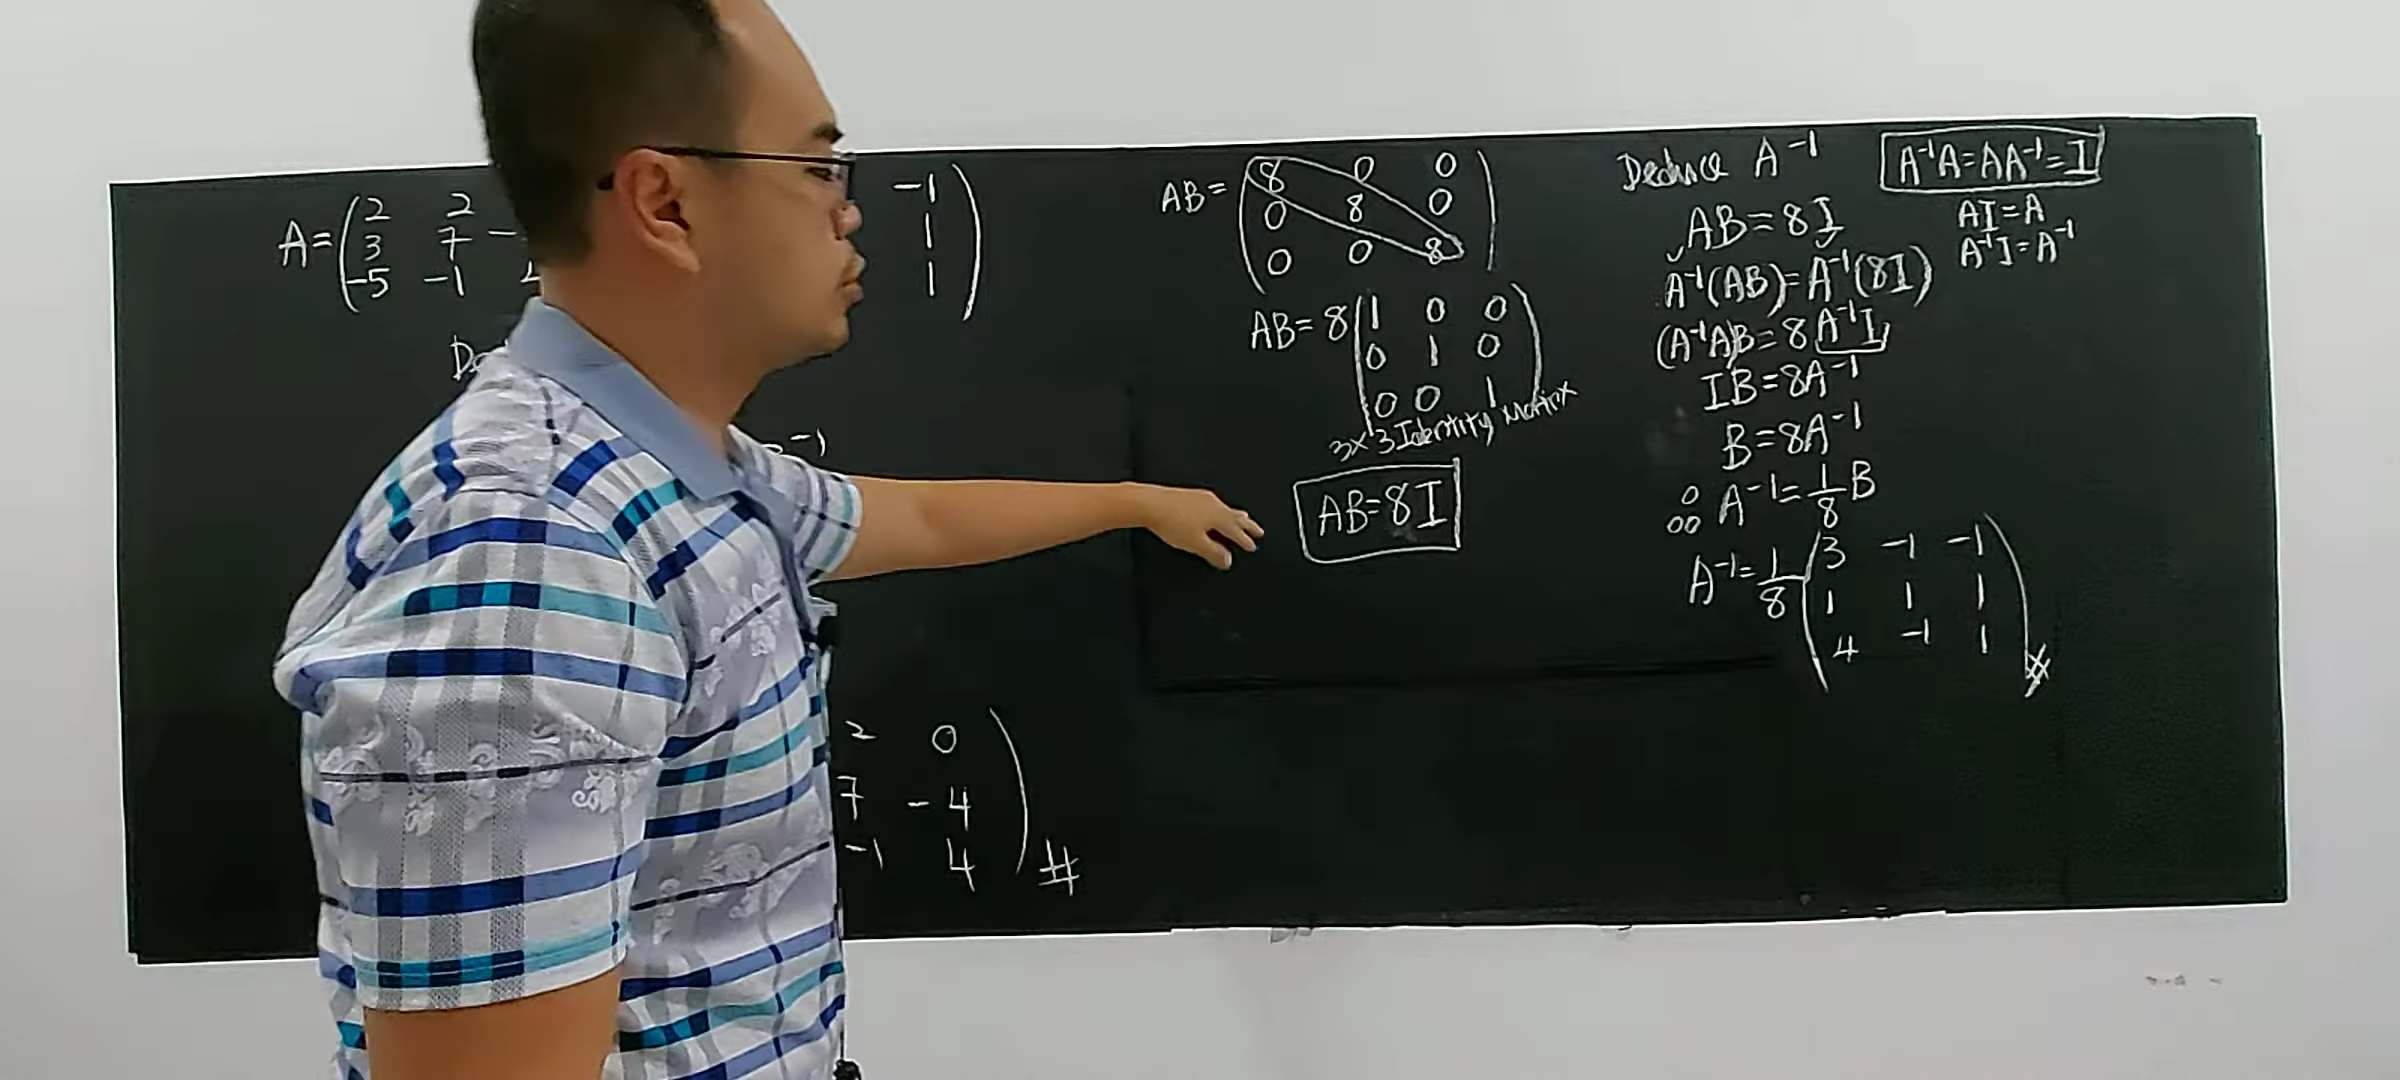 A = ( 2 2
3 7 -
-5 -1
-1
1
1 )
-1
2 0
7 -4
-1 4 ) #
AB = ( 8 0 0
0 8 0
0 0 8 )
AB = 8 ( 1 0 0
0 1 0
0 0 1 )
3×3 Identity Matrix
AB = 8I
Deduce A⁻¹
A⁻¹A = AA⁻¹ = I
AI = A
A⁻¹I = A⁻¹
AB = 8I
A⁻¹(AB) = A⁻¹(8I)
(A⁻¹A)B = 8A⁻¹I
IB = 8A⁻¹
B = 8A⁻¹
∴ A⁻¹ = 1/8 B
A⁻¹ = 1/8 ( 3 -1 -1
1 1 1
4 -1 1 ) #